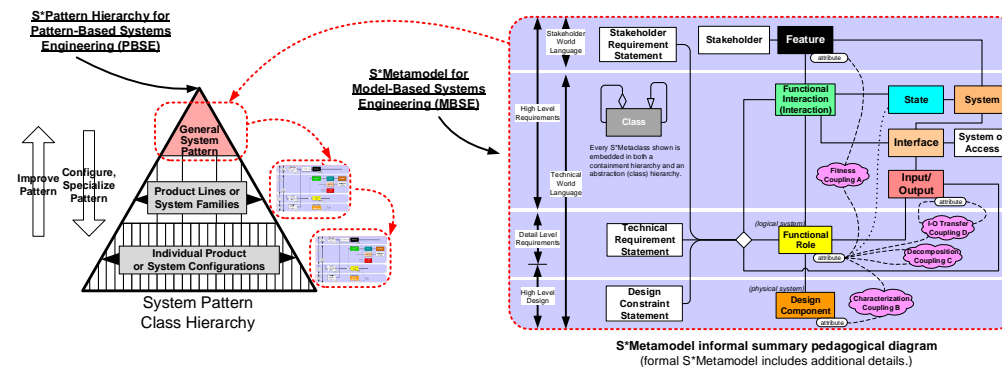 S*Pattern Hierarchy for
Pattern-Based Systems
Engineering (PBSE)
General
System
Pattern
Improve
Pattern
Configure,
Specialize
Pattern
Product Lines or
System Families
Individual Product
or System Configurations
System Pattern
Class Hierarchy
S*Metamodel for
Model-Based Systems
Engineering (MBSE)
Stakeholder
World
Language
High Level
Requirements
Technical
World
Language
Detail Level
Requirements
High Level
Design
Stakeholder
Requirement
Statement
Stakeholder
Feature
attribute
Class
Every S*Metaclass shown is
embedded in both a
containment hierarchy and an
abstraction (class) hierarchy.
Functional
Interaction
(Interaction)
State
System
Interface
System of
Access
Fitness
Coupling A
Input/
Output
attribute
I-O Transfer
Coupling D
Technical
Requirement
Statement
(logical system)
Functional
Role
attribute
Decomposition
Coupling C
Design
Constraint
Statement
(physical system)
Design
Component
attribute
Characterization
Coupling B
S*Metamodel informal summary pedagogical diagram
(formal S*Metamodel includes additional details.)